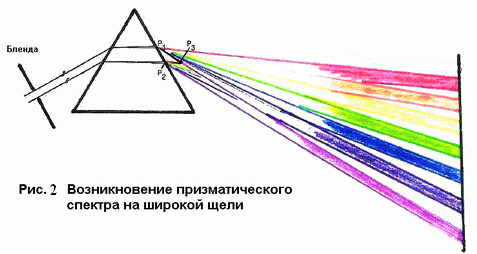 Бленда
P1
P3
P2
Рис. 2 Возникновение призматического
спектра на широкой щели